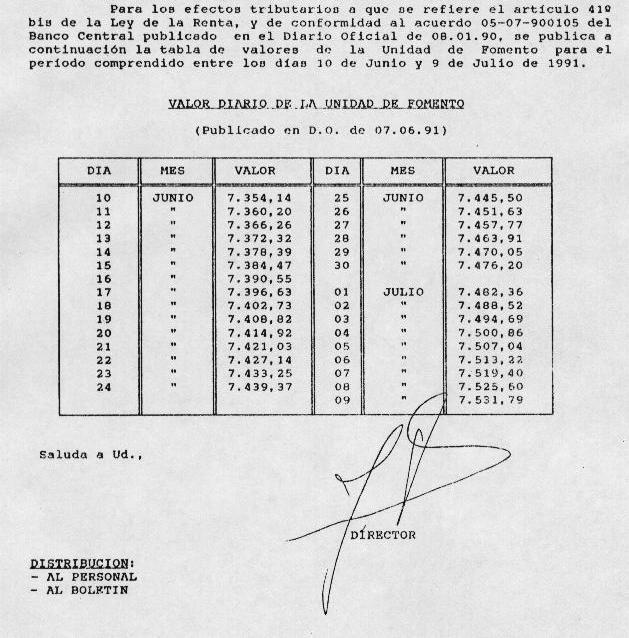 Para los efectos tributarios a que se refiere el artículo 41º
bis de la Ley de la Renta, y de conformidad al acuerdo 05-07-900105 del
Banco Central publicado en el Diario Oficial de 08.01.90, se publica a
continuación la tabla de valores de la Unidad de Fomento para el
período comprendido entre los días 10 de Junio y 9 de Julio de 1991.
VALOR DIARIO DE LA UNIDAD DE FOMENTO
(Publicado en D.O. de 07.06.91)
DIA MES VALOR DIA MES VALOR
10 JUNIO 7.354,14 25 JUNIO 7.445,50
11 " 7.360,20 26 " 7.451,63
12 " 7.366,26 27 " 7.457,77
13 " 7.372,32 28 " 7.463,91
14 " 7.378,39 29 " 7.470,05
15 " 7.384,47 30 " 7.476,20
16 " 7.390,55
17 " 7.396,63 01 JULIO 7.482,36
18 " 7.402,73 02 " 7.488,52
19 " 7.408,82 03 " 7.494,69
20 " 7.414,92 04 " 7.500,86
21 " 7.421,03 05 " 7.507,04
22 " 7.427,14 06 " 7.513,22
23 " 7.433,25 07 " 7.519,40
24 " 7.439,37 08 " 7.525,60
09 " 7.531,79
Saluda a Ud.,
DIRECTOR
DISTRIBUCION:
- AL PERSONAL
- AL BOLETIN